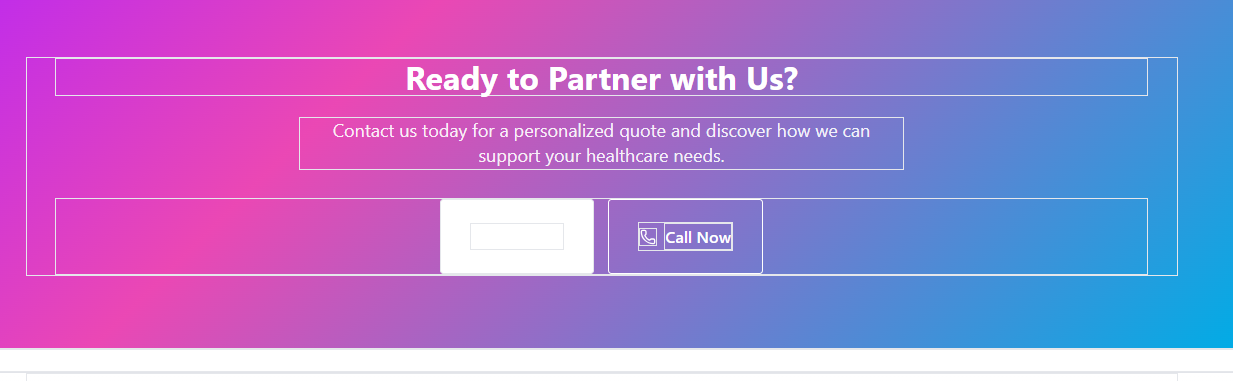 Ready to Partner with Us?
Contact us today for a personalized quote and discover how we can
support your healthcare needs.
Call Now